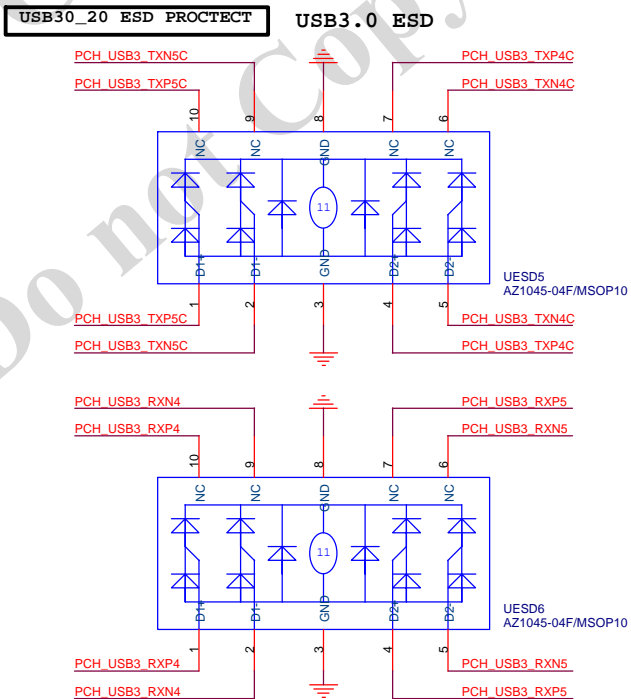 USB30_20 ESD PROCTECT
USB3.0 ESD
PCH_USB3_TXN5C
PCH_USB3_TXP4C
PCH_USB3_TXP5C
PCH_USB3_TXN4C
10 9 8 7 6
NC NC GND NC NC
11
D1+ D1- GND D2+ D2-
UESD5
AZ1045-04F/MSOP10
1 2 3 4 5
PCH_USB3_TXP5C
PCH_USB3_TXN4C
PCH_USB3_TXN5C
PCH_USB3_TXP4C
PCH_USB3_RXN4
PCH_USB3_RXP5
PCH_USB3_RXP4
PCH_USB3_RXN5
10 9 8 7 6
NC NC GND NC NC
11
D1+ D1- GND D2+ D2-
UESD6
AZ1045-04F/MSOP10
1 2 3 4 5
PCH_USB3_RXP4
PCH_USB3_RXN5
PCH_USB3_RXN4
PCH_USB3_RXP5
Do not Copy